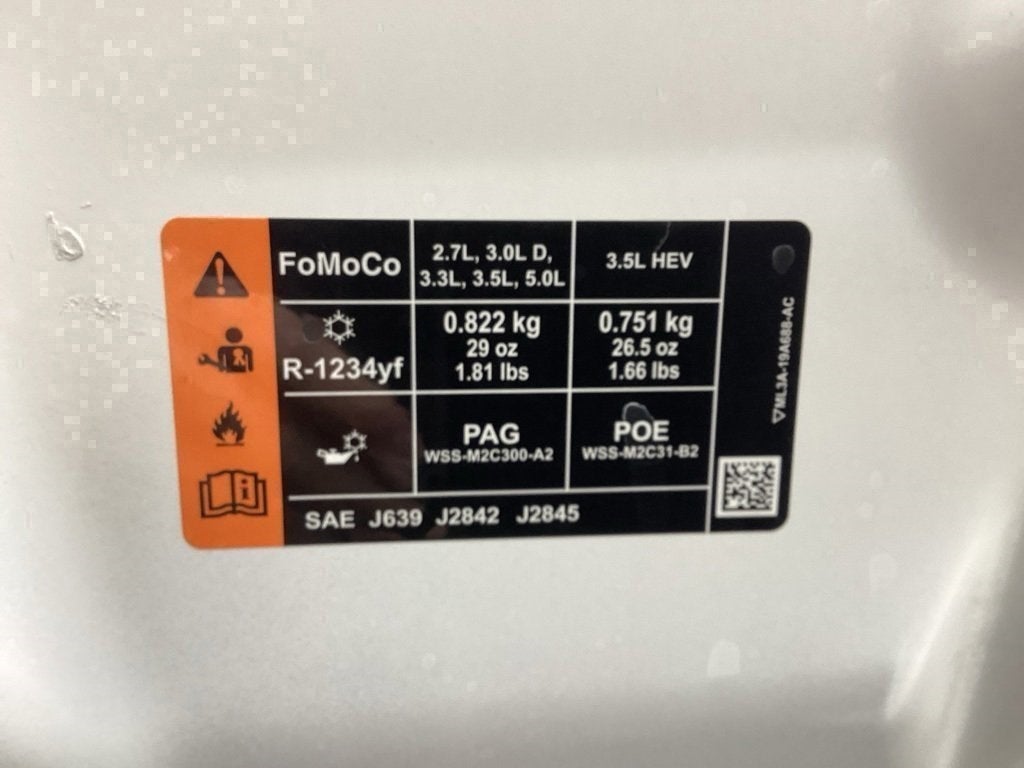 FoMoCo
2.7L, 3.0L D,
3.3L, 3.5L, 5.0L
3.5L HEV
R-1234yf
0.822 kg
29 oz
1.81 lbs
0.751 kg
26.5 oz
1.66 lbs
PAG
WSS-M2C300-A2
POE
WSS-M2C31-B2
SAE J639 J2842 J2845
ML3A-19A688-AC